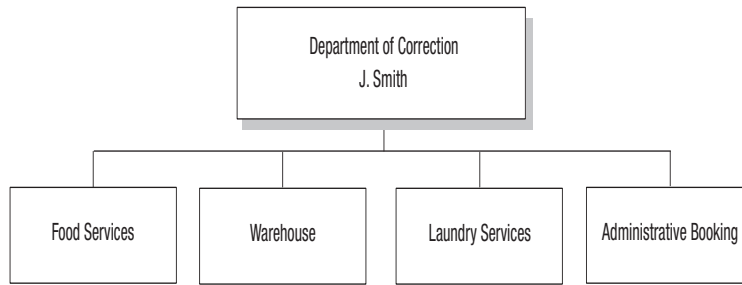 Department of Correction
J. Smith
Food Services
Warehouse
Laundry Services
Administrative Booking